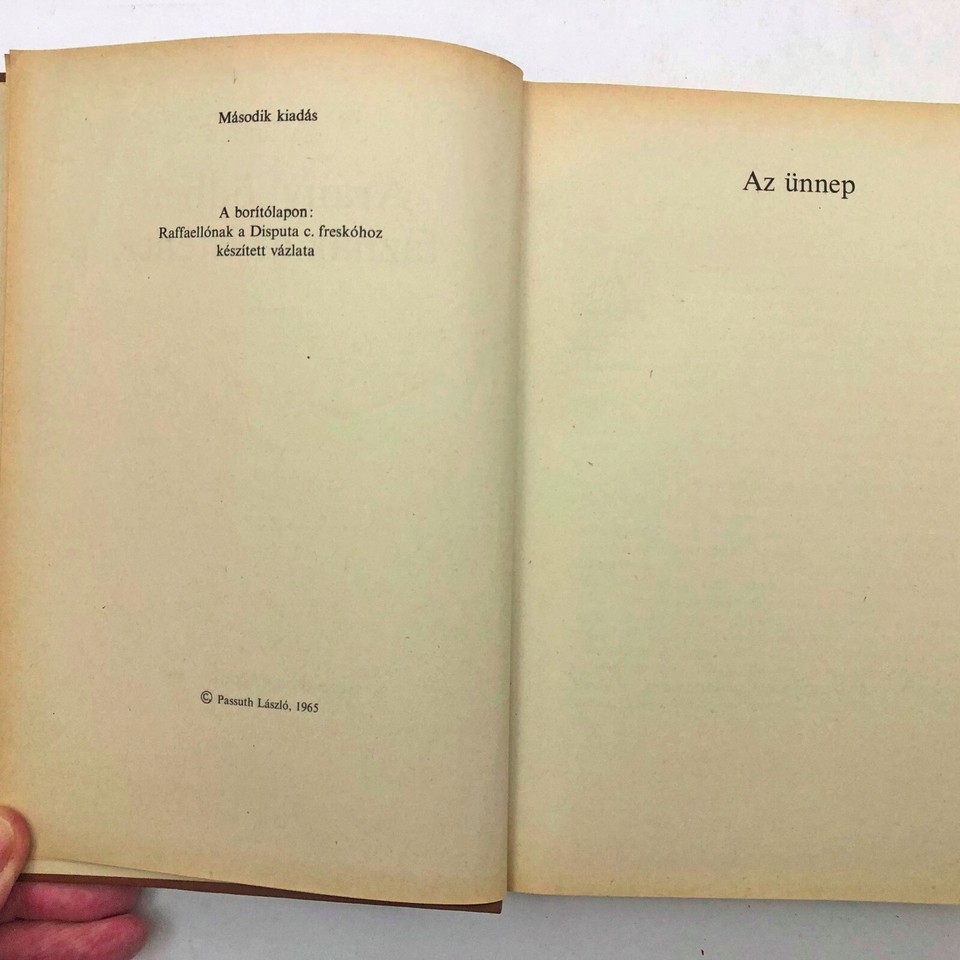 Második kiadás
A borítólapon:
Raffaellónak a Disputa c. freskóhoz
készített vázlata
© Passuth László, 1965
Az ünnep